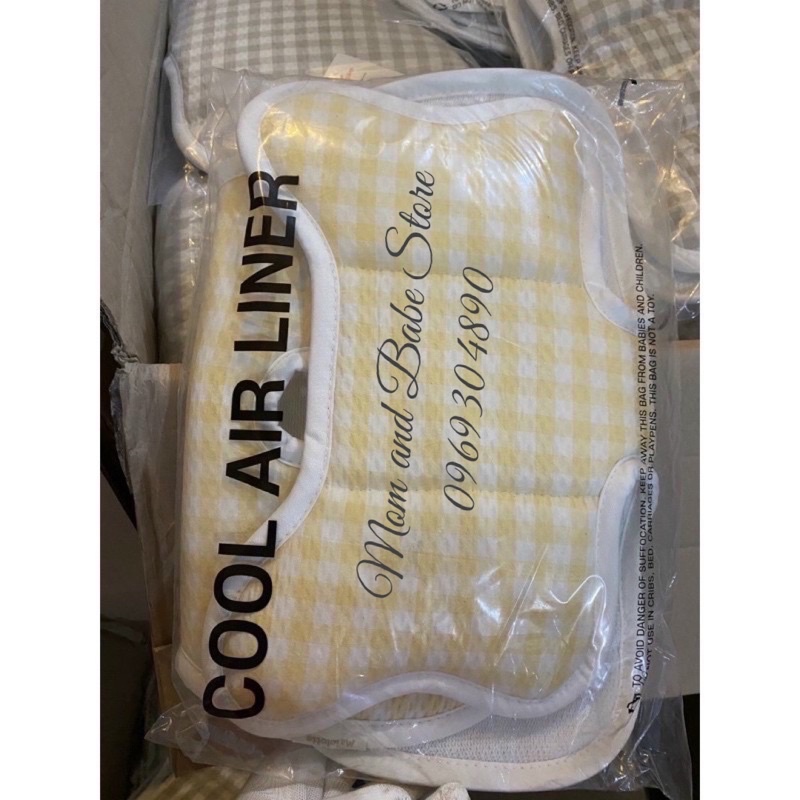 COOL AIR LINER
Mom and Babe Store
0969304890
TO AVOID DANGER OF SUFFOCATION, KEEP AWAY THIS BAG FROM BABIES AND CHILDREN.
NOT USE IN CRIBS, BED, CARRIAGES OR PLAYPENS. THIS BAG IS NOT A TOY.